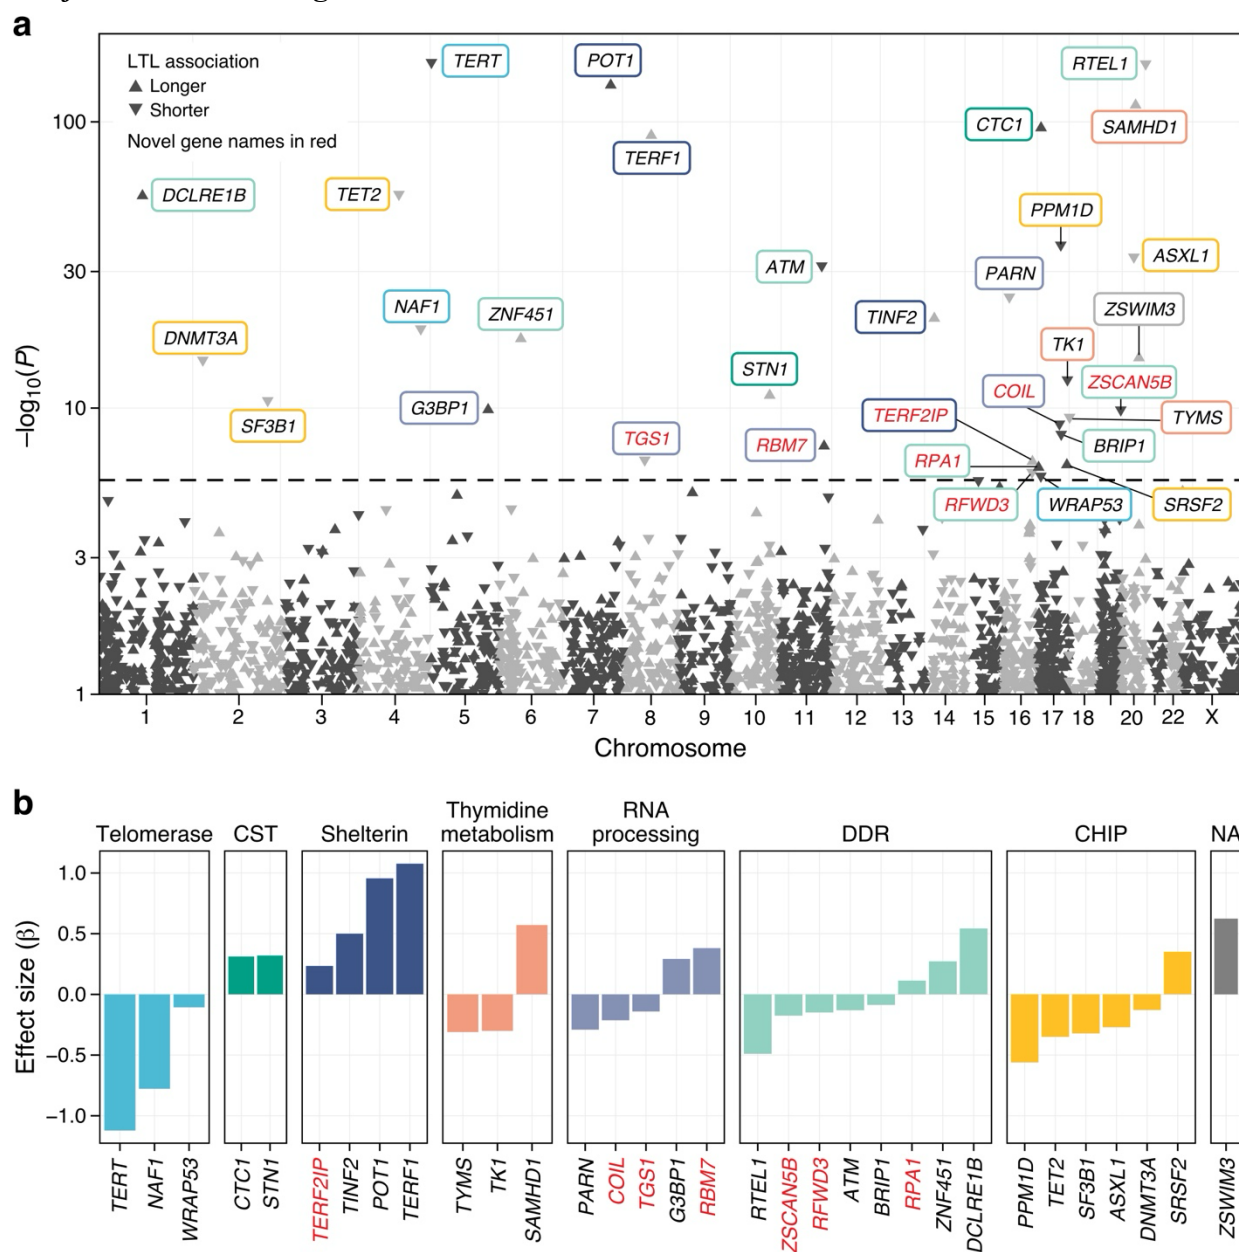 a
LTL association
Longer
Shorter
Novel gene names in red
TERT
POT1
RTEL1
CTC1
SAMHD1
TERF1
DCLRE1B
TET2
PPM1D
ASXL1
ATM
PARN
NAF1
ZNF451
TINF2
ZSWIM3
DNMT3A
TK1
STN1
COIL
ZSCAN5B
G3BP1
TERF2IP
TYMS
SF3B1
TGS1
RBM7
BRIP1
RPA1
RFWD3
WRAP53
SRSF2
100
30
10
3
1
–log10(P)
1 2 3 4 5 6 7 8 9 10 11 12 13 14 15 16 17 18 20 22 X
Chromosome
b
Telomerase
CST
Shelterin
Thymidine
metabolism
RNA
processing
DDR
CHIP
NA
Effect size (β)
1.0
0.5
0.0
−0.5
−1.0
TERT NAF1 WRAP53
CTC1 STN1
TERF2IP TINF2 POT1 TERF1
TYMS TK1 SAMHD1
PARN COIL TGS1 G3BP1 RBM7
RTEL1 ZSCAN5B RFWD3 ATM BRIP1 RPA1 ZNF451 DCLRE1B
PPM1D TET2 SF3B1 ASXL1 DNMT3A SRSF2
ZSWIM3